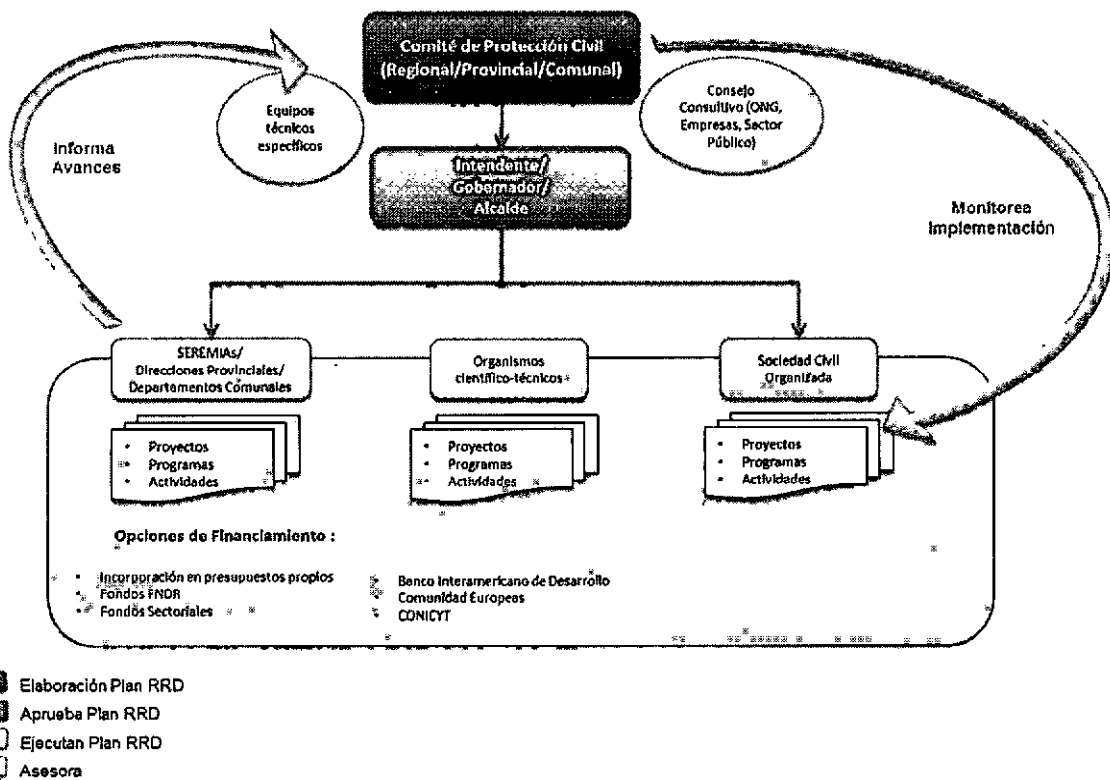 Comité de Protección Civil
(Regional/Provincial/Comunal)
Equipos
técnicos
específicos
Consejo
Consultivo (ONG,
Empresas, Sector
Público)
Informa
Avances
Intendente/
Gobernador/
Alcalde
Monitorea
Implementación
SEREMIAs/
Direcciones Provinciales/
Departamentos Comunales
Organismos
científico-técnicos
Sociedad Civil
Organizada
• Proyectos
• Programas
• Actividades
• Proyectos
• Programas
• Actividades
• Proyectos
• Programas
• Actividades
Opciones de Financiamiento :
• Incorporación en presupuestos propios
• Fondos FNDR
• Fondos Sectoriales
• Banco Interamericano de Desarrollo
• Comunidad Europeas
• CONICYT
Elaboración Plan RRD
Aprueba Plan RRD
Ejecutan Plan RRD
Asesora